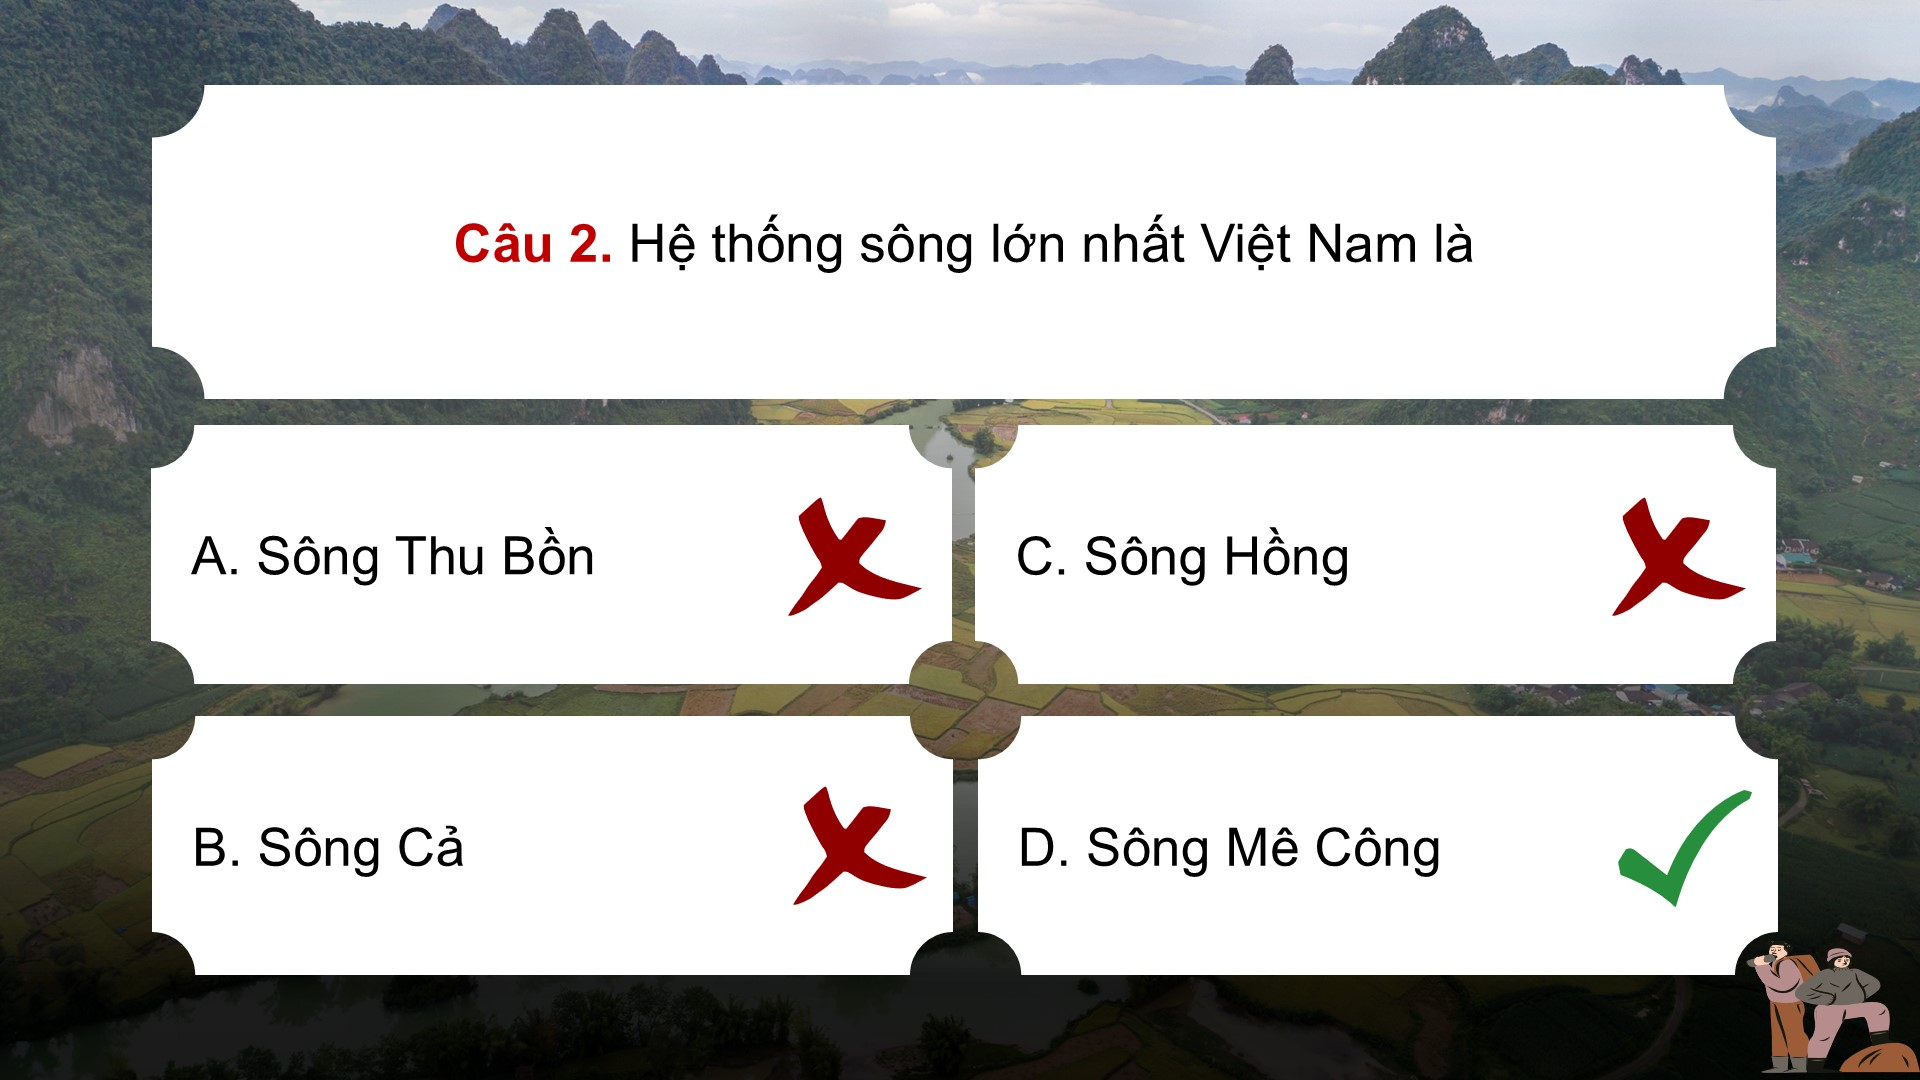 Câu 2. Hệ thống sông lớn nhất Việt Nam là
A. Sông Thu Bồn
C. Sông Hồng
B. Sông Cả
D. Sông Mê Công